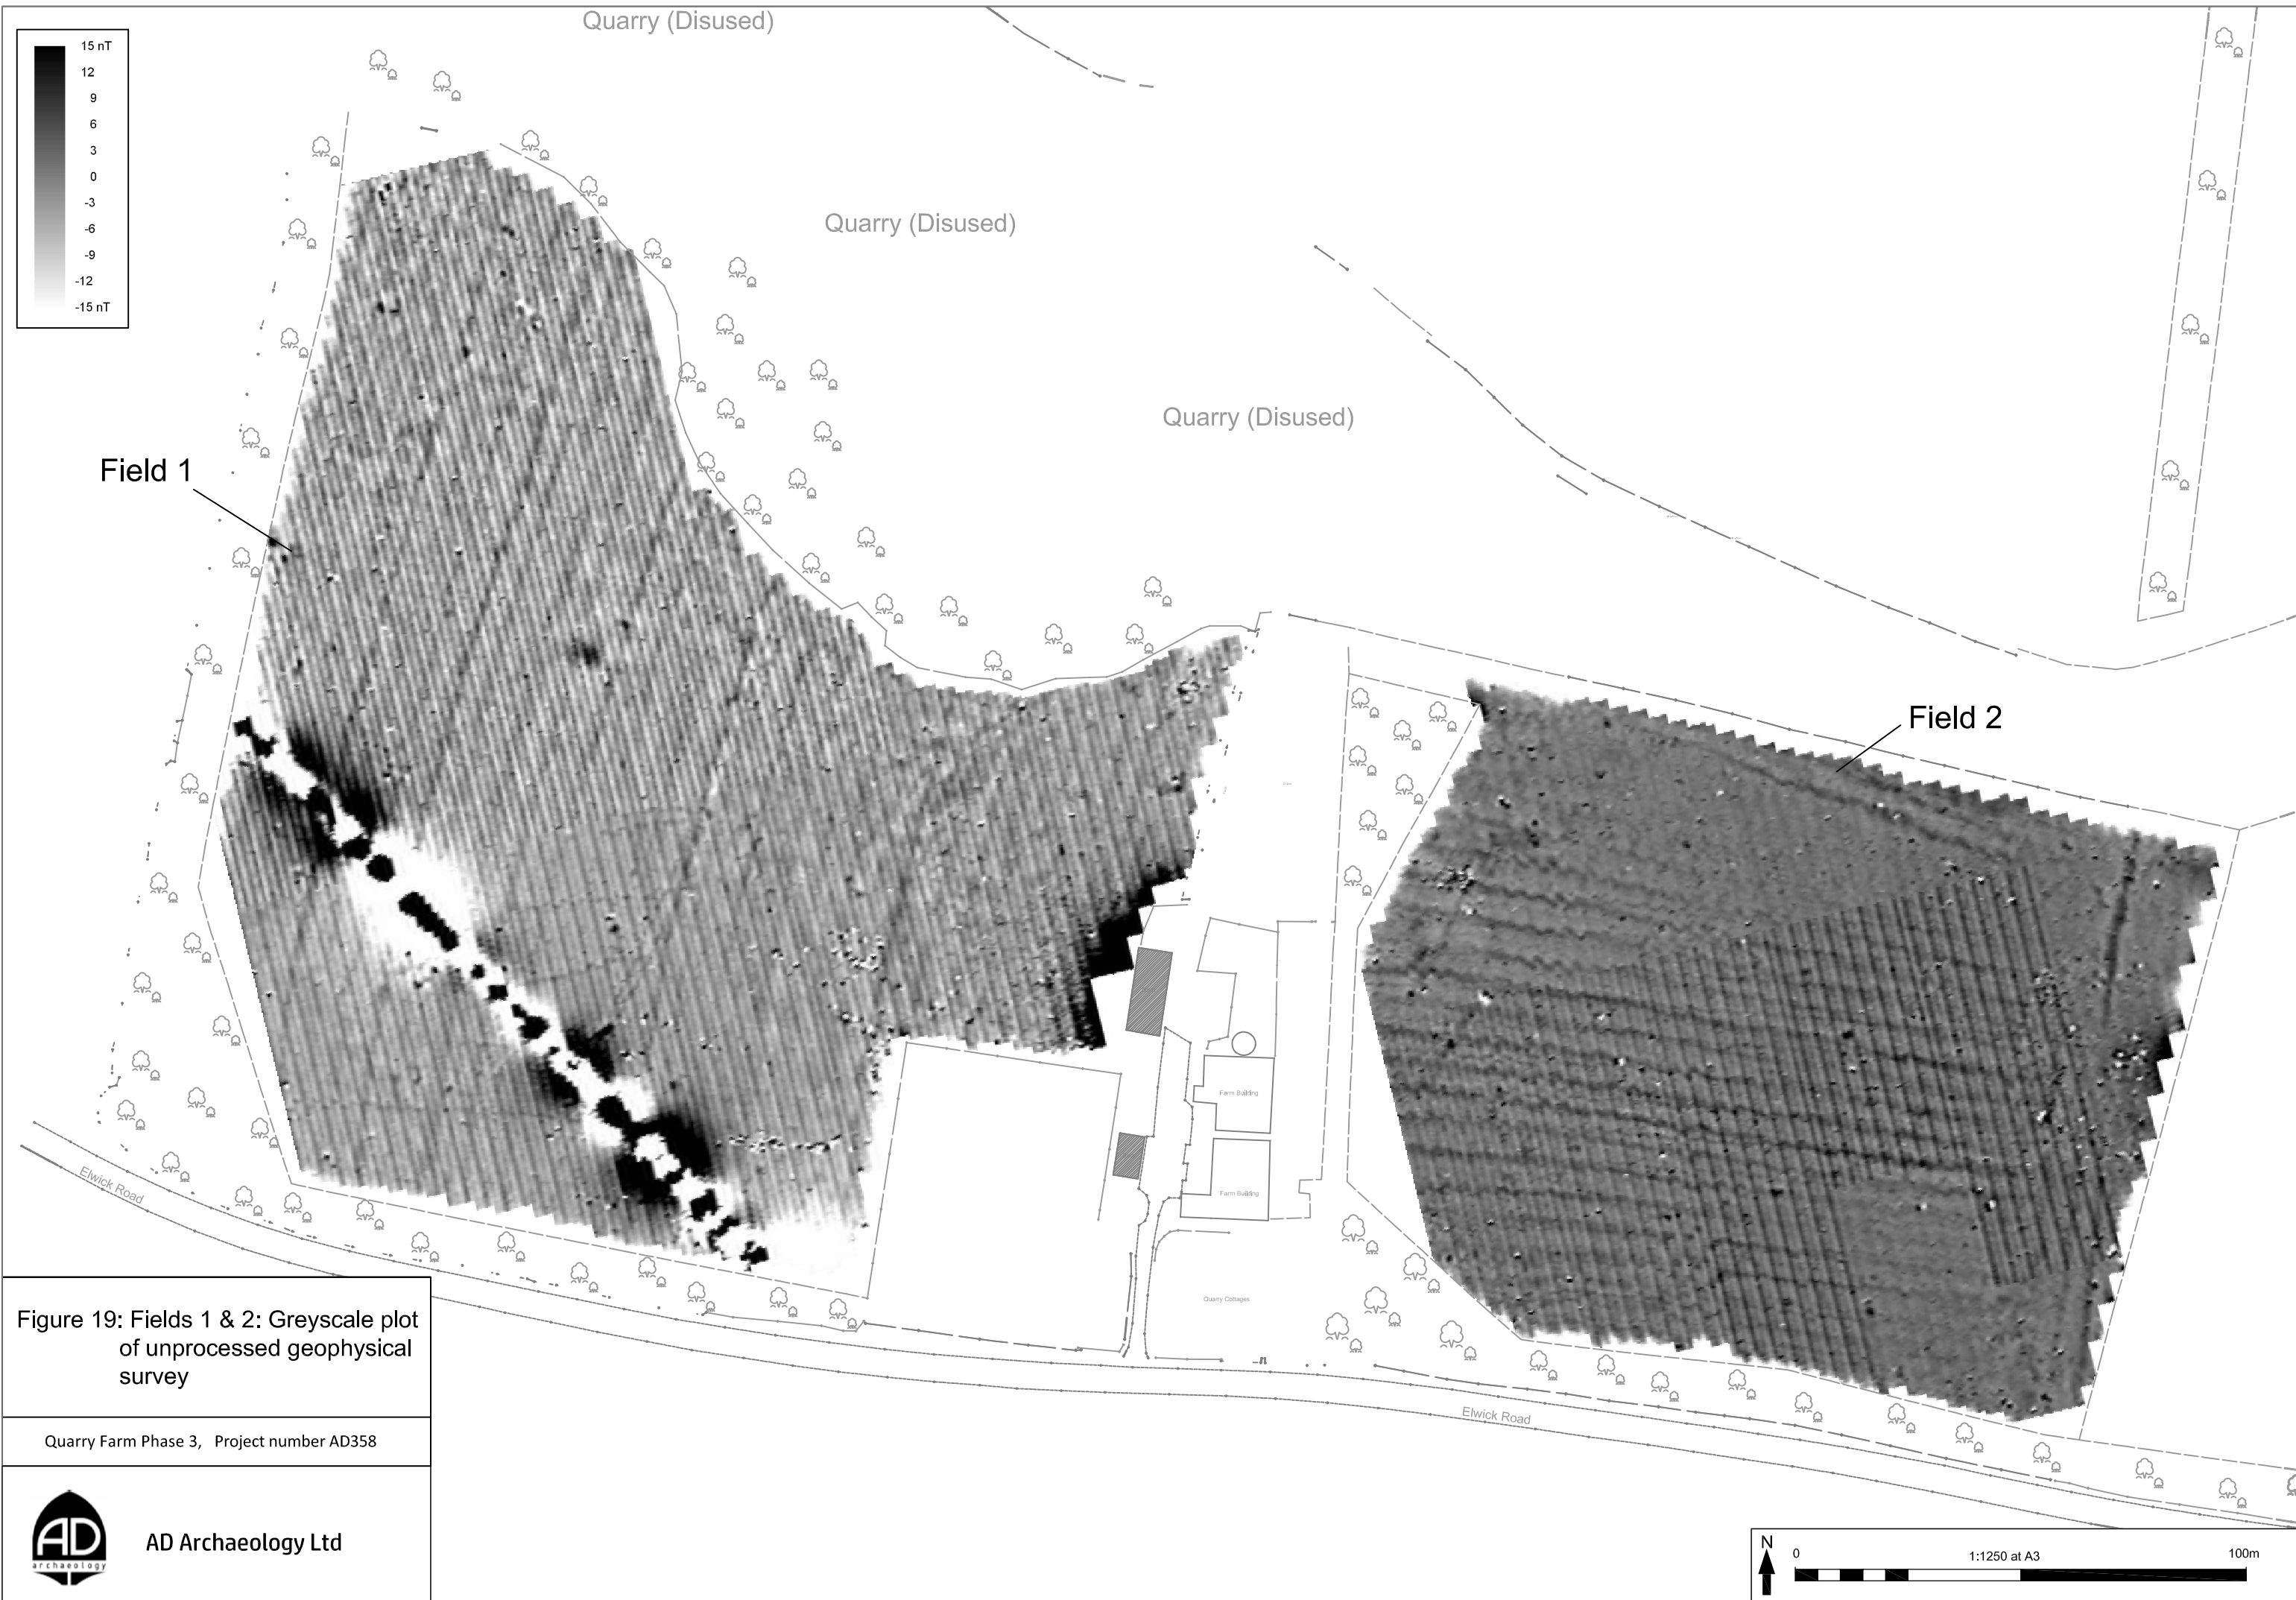 Quarry (Disused)
15 nT
12
9
6
3
0
-3
-6
-9
-12
-15 nT
Quarry (Disused)
Quarry (Disused)
Field 1
Field 2
Farm Building
Farm Building
Quarry Cottages
Elwick Road
Elwick Road
Figure 19: Fields 1 & 2: Greyscale plot
of unprocessed geophysical
survey
Quarry Farm Phase 3, Project number AD358
AD
archaeology
AD Archaeology Ltd
N
0
1:1250 at A3
100m